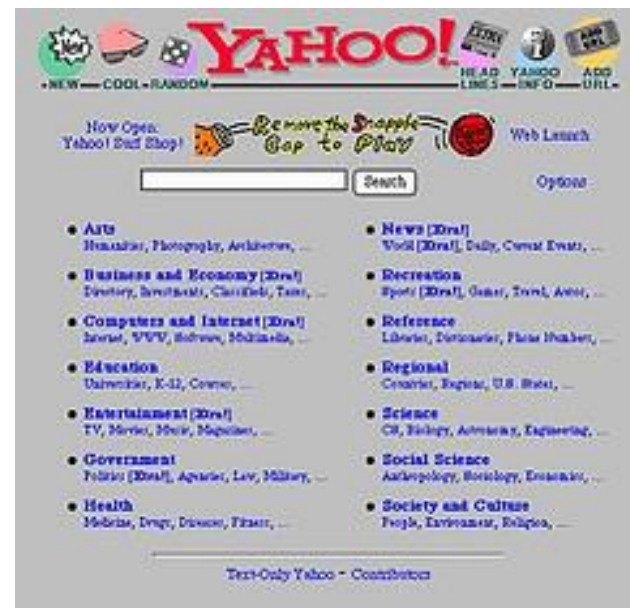 New
YAHOO!
EXTRA
i
ADD URL
NEW COOL RANDOM
HEAD LINES YAHOO INFO ADD URL
Now Open:
Yahoo! Surf Shop!
Remove the Snapple
Cap to Play
Web Launch
Search
Options
Arts
Humanities, Photography, Architecture, ...
Business and Economy [Xtra!]
Directory, Investments, Classifieds, Taxes, ...
Computers and Internet [Xtra!]
Internet, WWW, Software, Multimedia, ...
Education
Universities, K-12, Courses, ...
Entertainment [Xtra!]
TV, Movies, Music, Magazines, ...
Government
Politics [Xtra!], Agencies, Law, Military, ...
Health
Medicine, Drugs, Diseases, Fitness, ...
News [Xtra!]
World [Xtra!], Daily, Current Events, ...
Recreation
Sports [Xtra!], Games, Travel, Autos, ...
Reference
Libraries, Dictionaries, Phone Numbers, ...
Regional
Countries, Regions, U.S. States, ...
Science
CS, Biology, Astronomy, Engineering, ...
Social Science
Anthropology, Sociology, Economics, ...
Society and Culture
People, Environment, Religion, ...
Text-Only Yahoo - Contributors